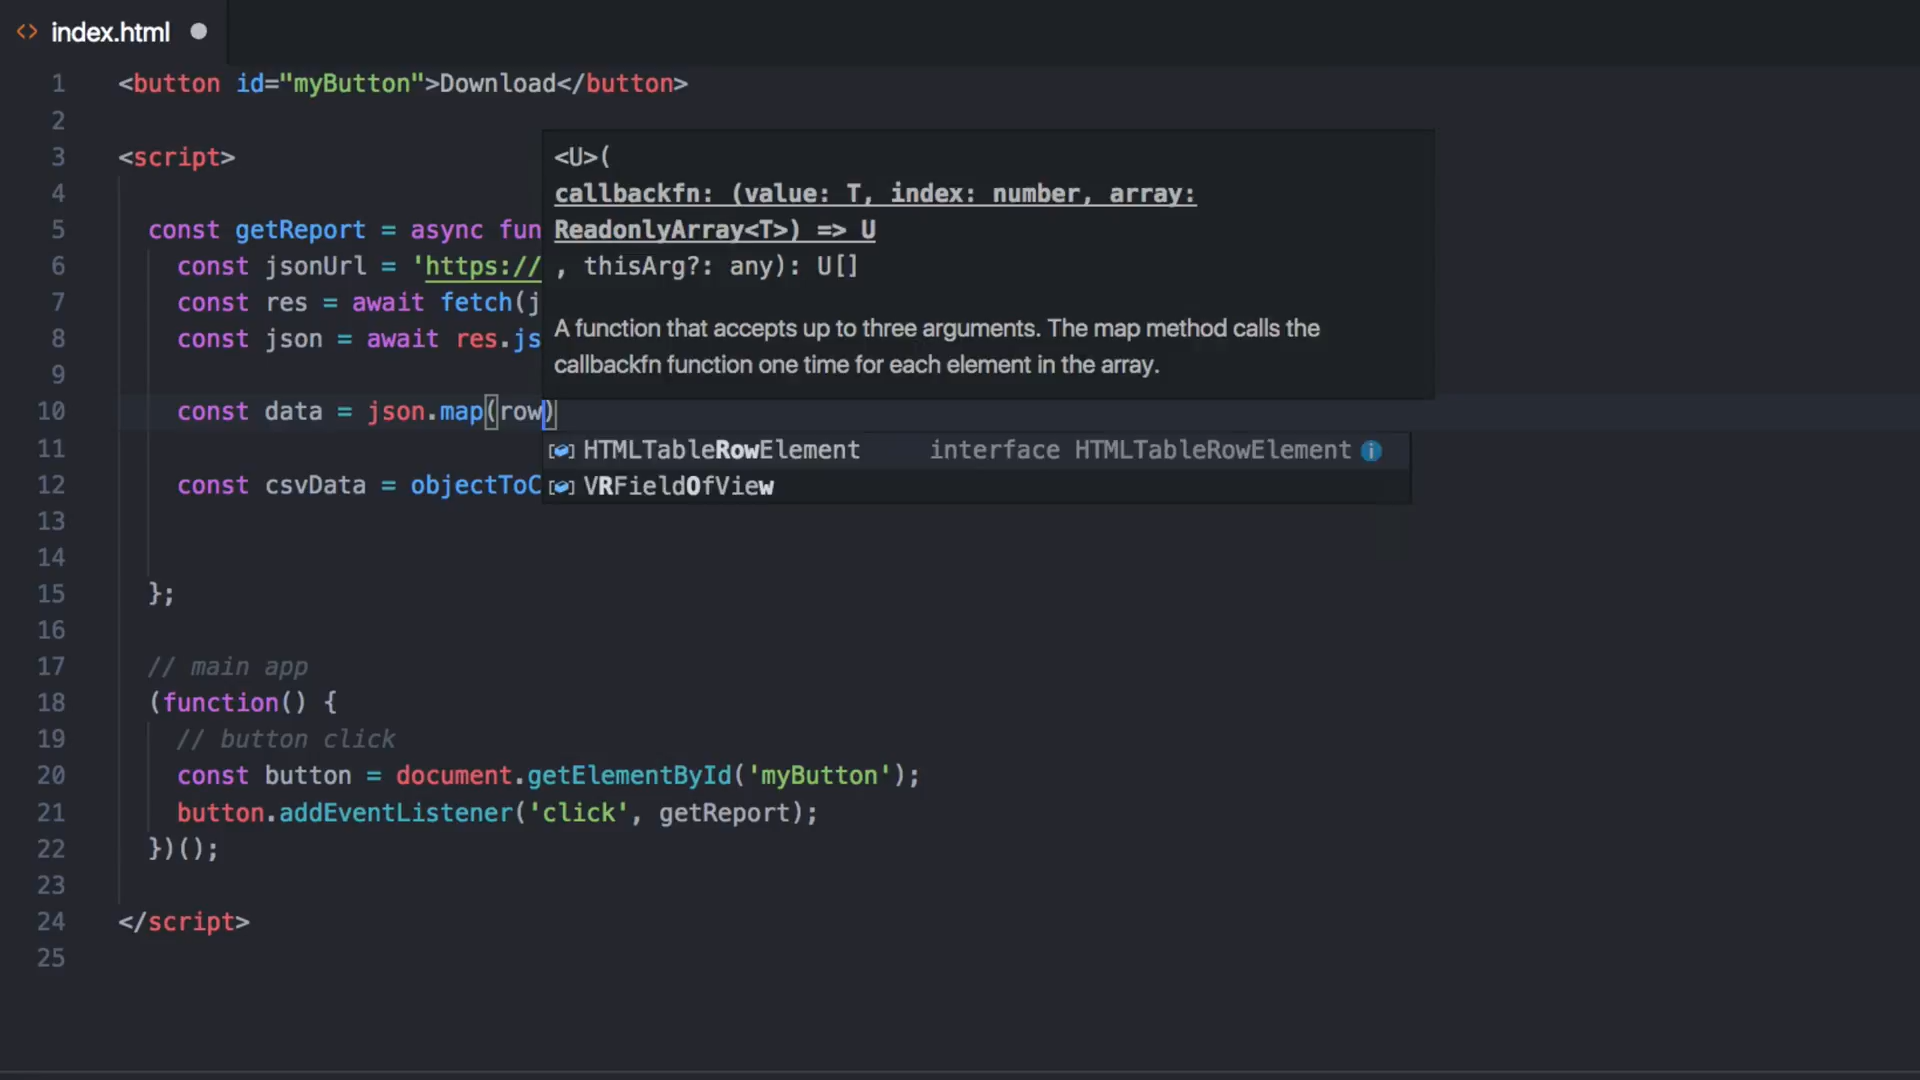 index.html
1 <button id="myButton">Download</button>
2
3 <script>
4
5 const getReport = async fun
6 const jsonUrl = 'https://
7 const res = await fetch(j
8 const json = await res.js
9
10 const data = json.map(row)
11
12 const csvData = objectToC
13
14
15 };
16
17 // main app
18 (function() {
19 // button click
20 const button = document.getElementById('myButton');
21 button.addEventListener('click', getReport);
22 })();
23
24 </script>
25
<U>(
callbackfn: (value: T, index: number, array:
ReadonlyArray<T>) => U
, thisArg?: any): U[]
A function that accepts up to three arguments. The map method calls the
callbackfn function one time for each element in the array.
HTMLTableRowElement interface HTMLTableRowElement
VRFieldOfView